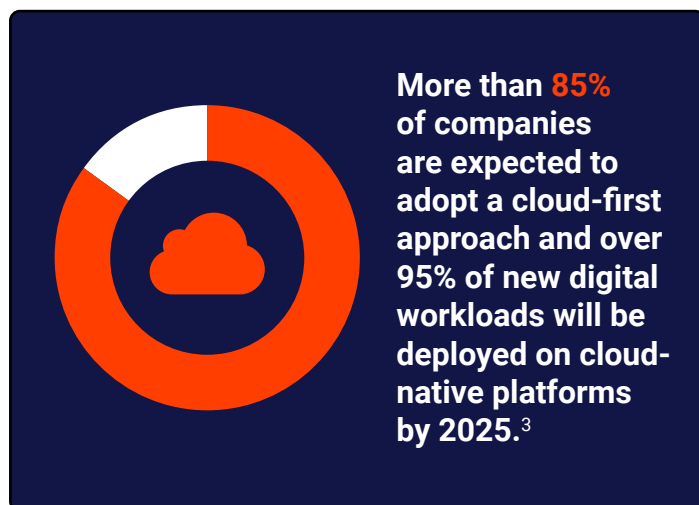 More than 85%
of companies
are expected to
adopt a cloud-first
approach and over
95% of new digital
workloads will be
deployed on cloud-
native platforms
by 2025.³